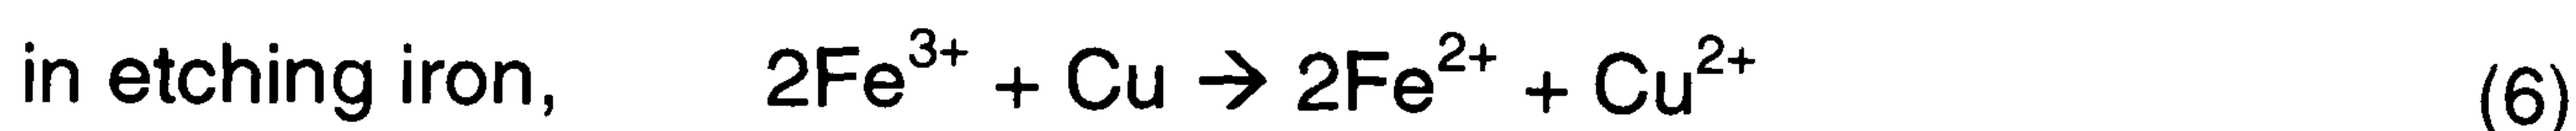 in etching iron, 2Fe³⁺ + Cu → 2Fe²⁺ + Cu²⁺ (6)